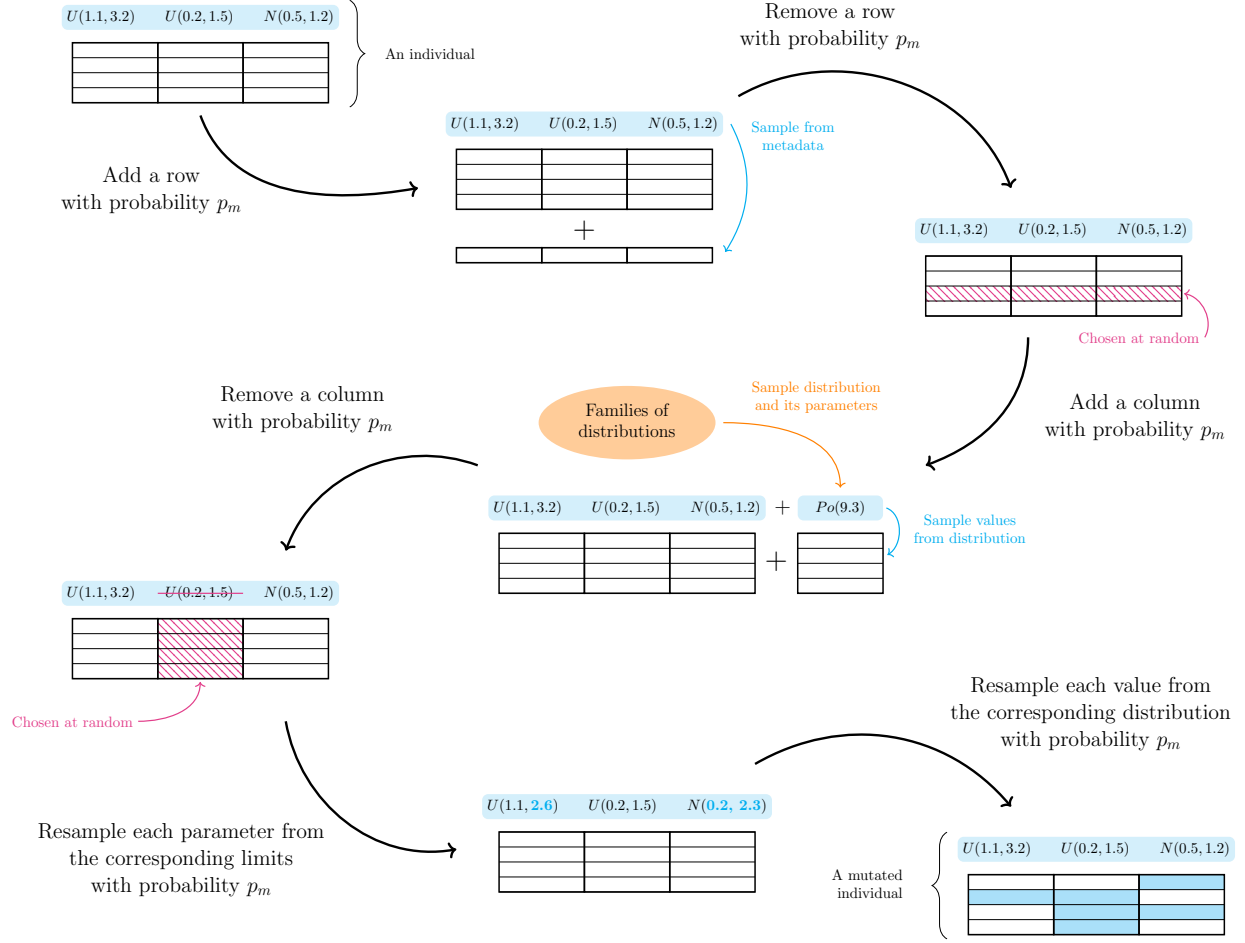 U(1.1, 3.2) U(0.2, 1.5) N(0.5, 1.2)
An individual
Add a row
with probability p_m
U(1.1, 3.2) U(0.2, 1.5) N(0.5, 1.2)
+
Sample from
metadata
Remove a row
with probability p_m
U(1.1, 3.2) U(0.2, 1.5) N(0.5, 1.2)
Chosen at random
Add a column
with probability p_m
Families of
distributions
Sample distribution
and its parameters
U(1.1, 3.2) U(0.2, 1.5) N(0.5, 1.2) + Po(9.3)
+
Sample values
from distribution
Remove a column
with probability p_m
U(1.1, 3.2) U(0.2, 1.5) N(0.5, 1.2)
Chosen at random
Resample each parameter from
the corresponding limits
with probability p_m
U(1.1, 2.6) U(0.2, 1.5) N(0.2, 2.3)
Resample each value from
the corresponding distribution
with probability p_m
U(1.1, 3.2) U(0.2, 1.5) N(0.5, 1.2)
A mutated
individual